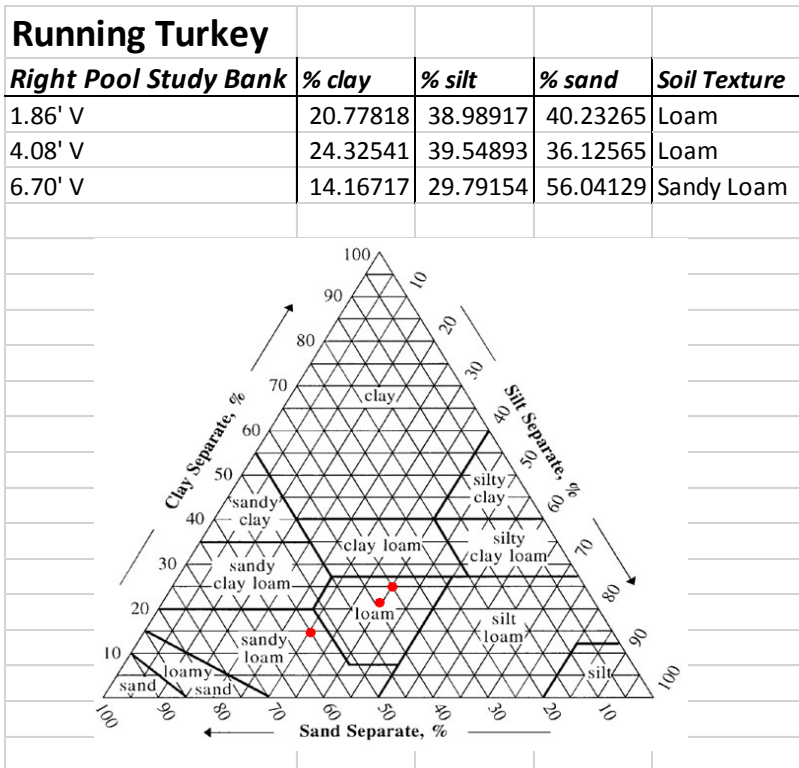 Running Turkey
Right Pool Study Bank % clay % silt % sand Soil Texture
1.86' V 20.77818 38.98917 40.23265 Loam
4.08' V 24.32541 39.54893 36.12565 Loam
6.70' V 14.16717 29.79154 56.04129 Sandy Loam
100
90
80
70
60
50
40
30
20
10
Clay Separate, %
10
20
30
40
50
60
70
80
90
100
Silt Separate, %
clay
silty
clay
sandy
clay
clay loam
silty
clay loam
sandy
clay loam
loam
silt
loam
sandy
loam
loamy
sand
sand
silt
100 90 80 70 60 50 40 30 20 10
Sand Separate, %